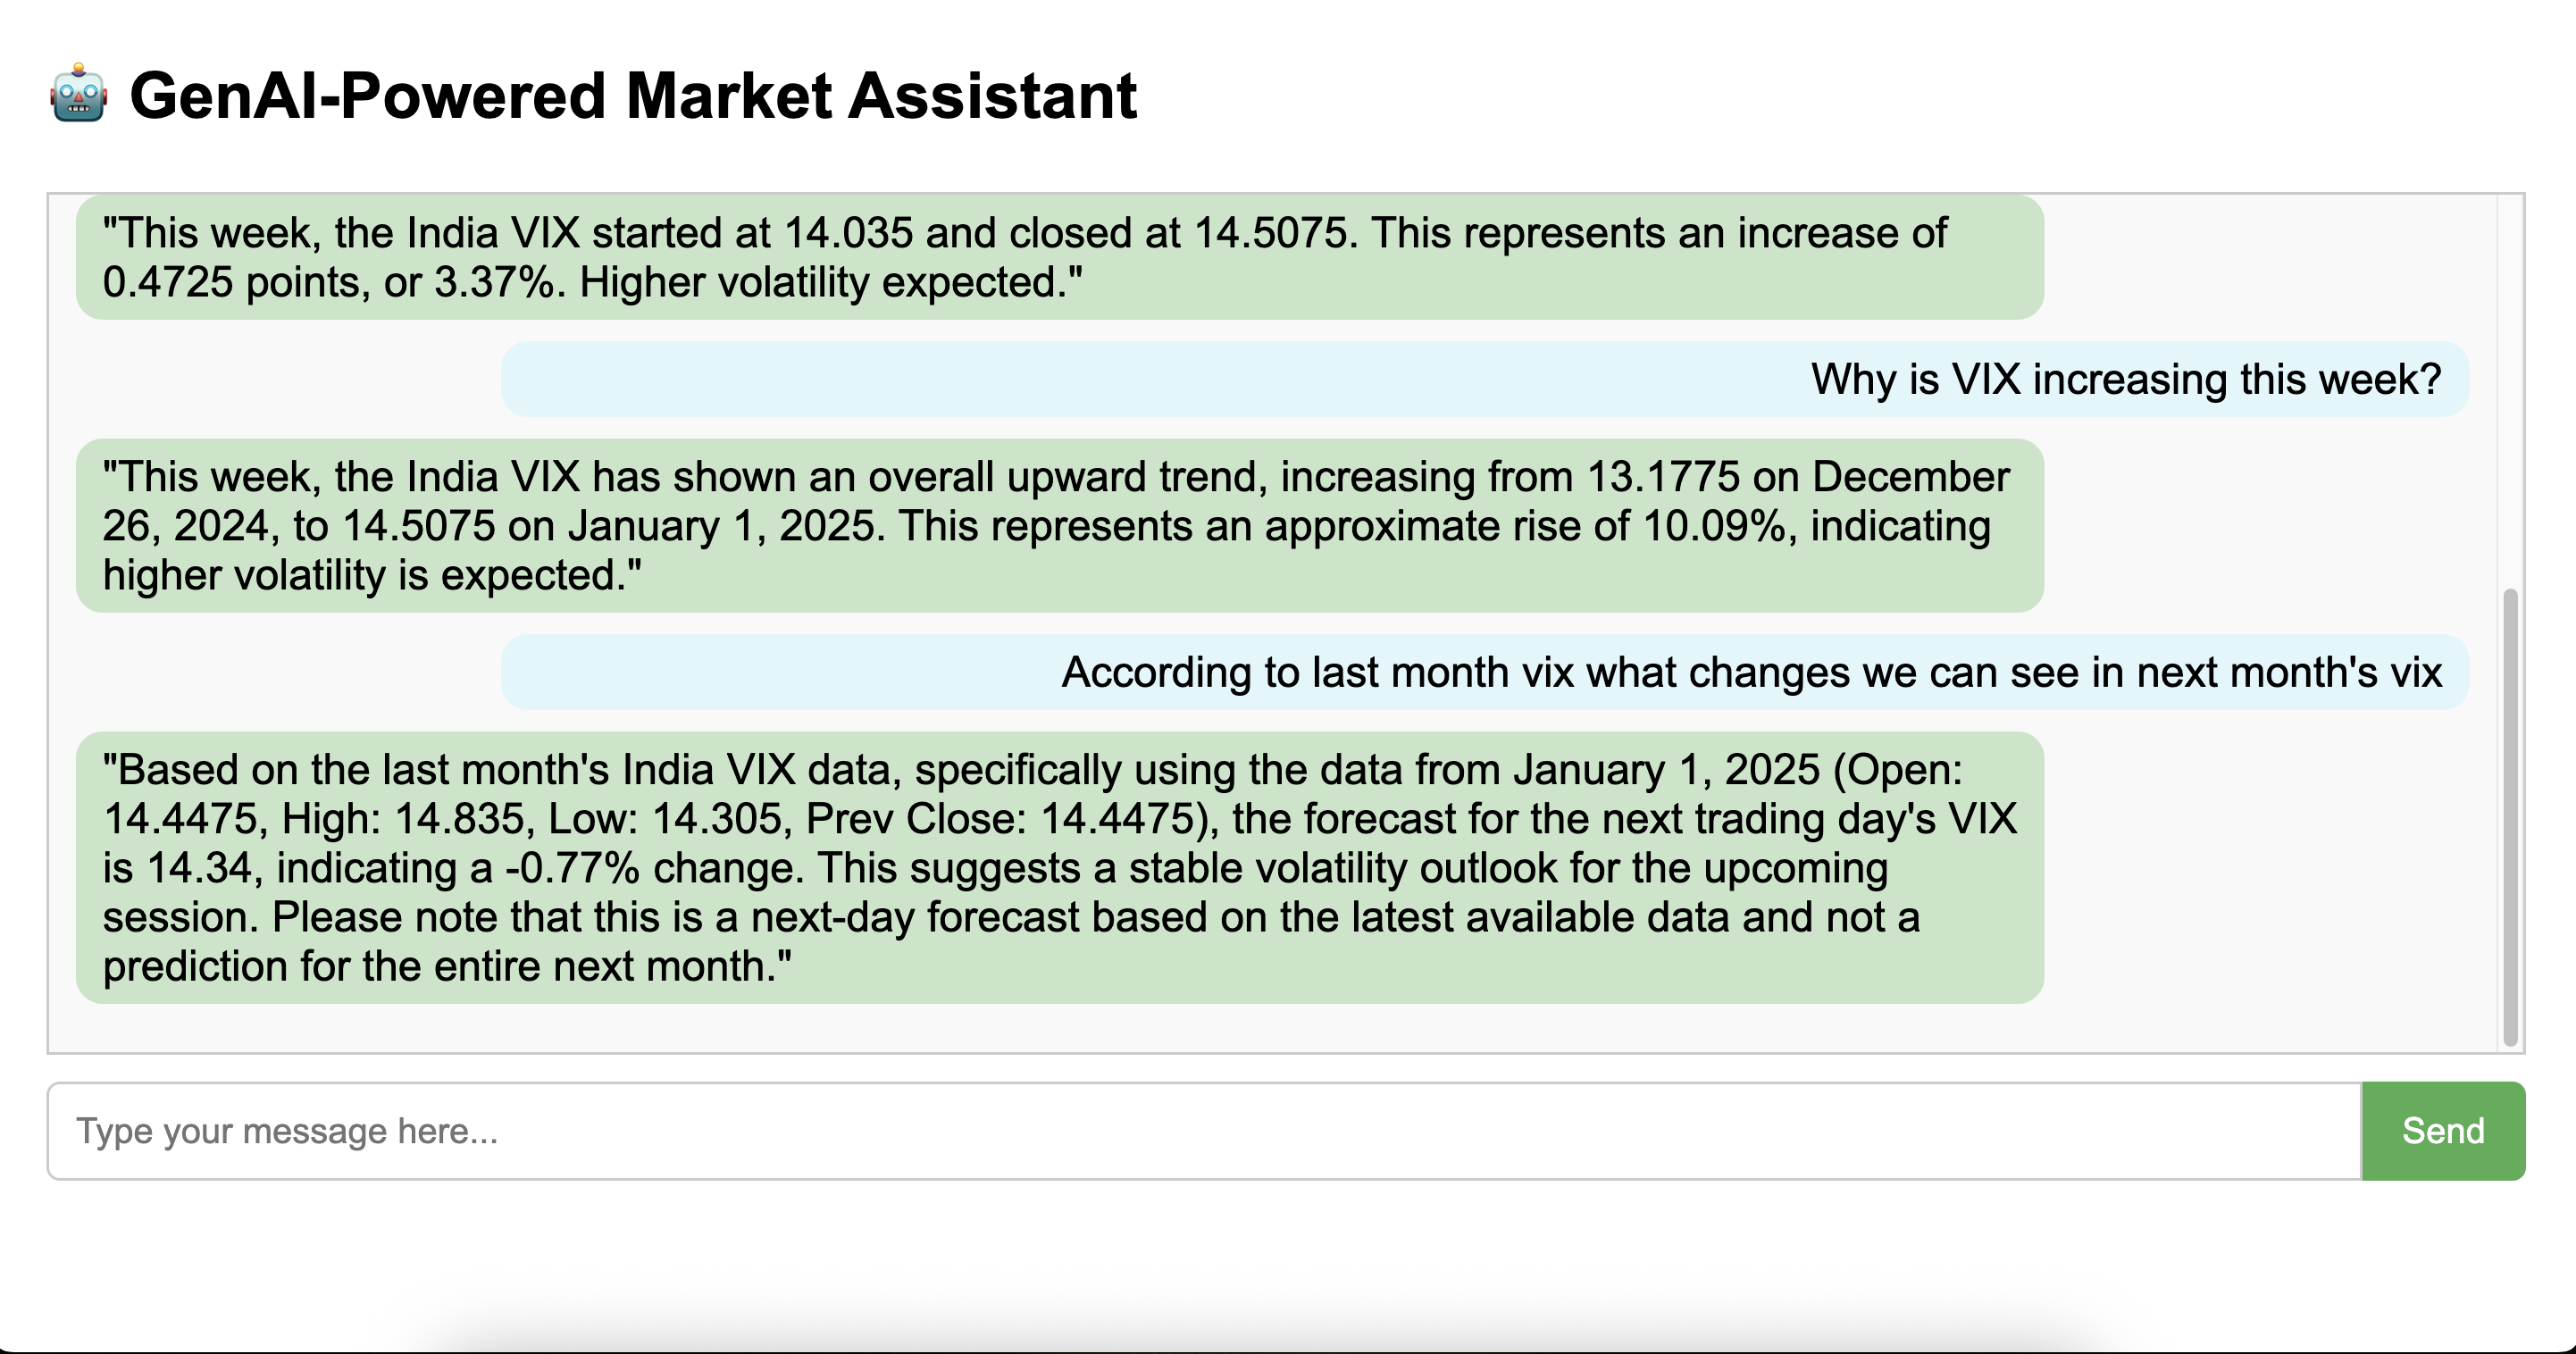 🤖 GenAI-Powered Market Assistant
"This week, the India VIX started at 14.035 and closed at 14.5075. This represents an increase of
0.4725 points, or 3.37%. Higher volatility expected."
Why is VIX increasing this week?
"This week, the India VIX has shown an overall upward trend, increasing from 13.1775 on December
26, 2024, to 14.5075 on January 1, 2025. This represents an approximate rise of 10.09%, indicating
higher volatility is expected."
According to last month vix what changes we can see in next month's vix
"Based on the last month's India VIX data, specifically using the data from January 1, 2025 (Open:
14.4475, High: 14.835, Low: 14.305, Prev Close: 14.4475), the forecast for the next trading day's VIX
is 14.34, indicating a -0.77% change. This suggests a stable volatility outlook for the upcoming
session. Please note that this is a next-day forecast based on the latest available data and not a
prediction for the entire next month."
Type your message here...
Send